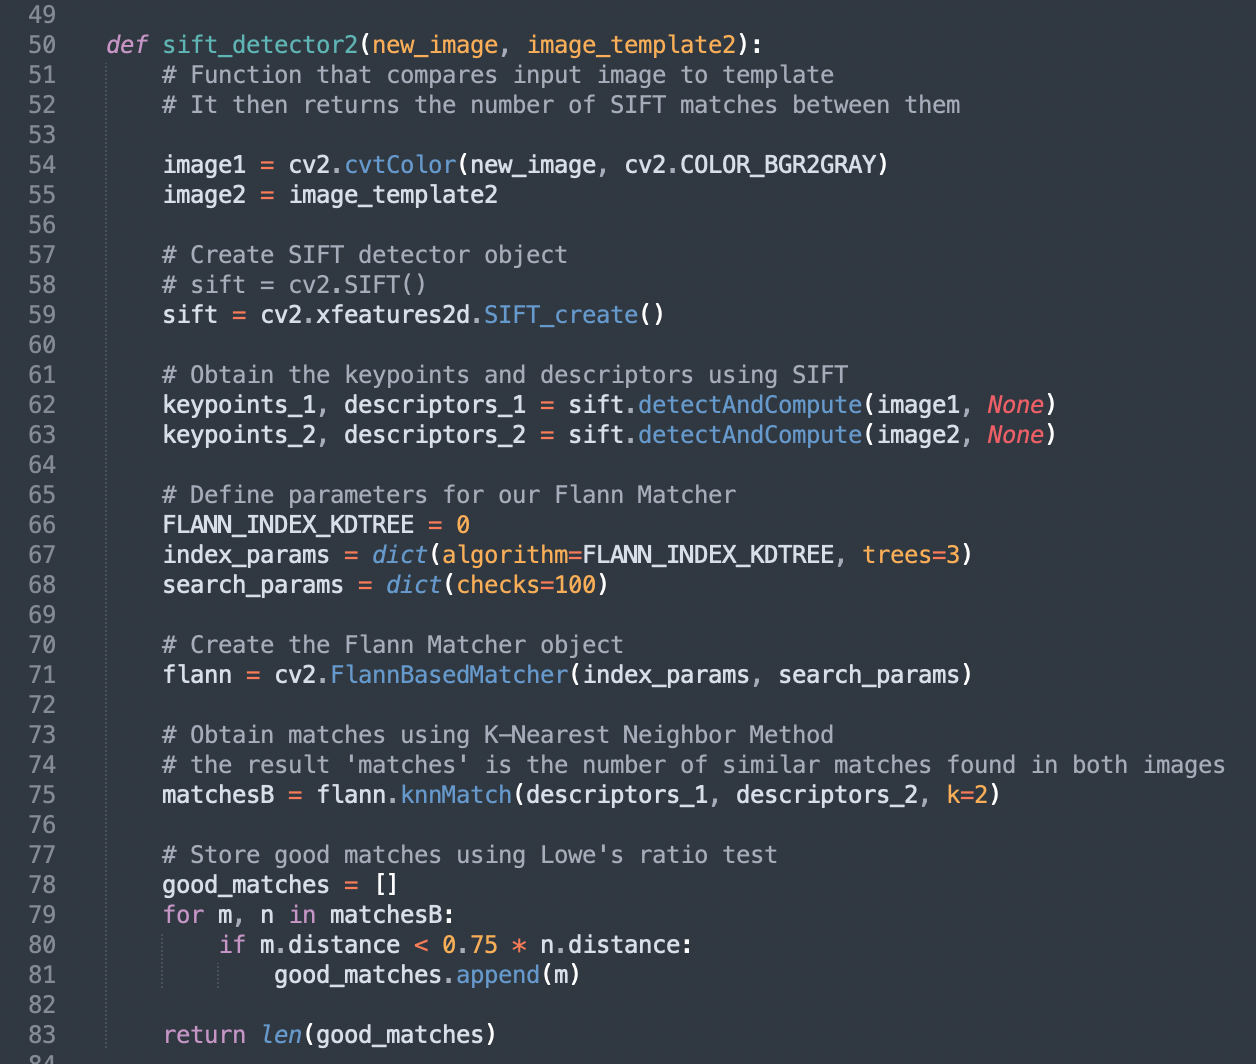 49
50 def sift_detector2(new_image, image_template2):
51 # Function that compares input image to template
52 # It then returns the number of SIFT matches between them
53
54 image1 = cv2.cvtColor(new_image, cv2.COLOR_BGR2GRAY)
55 image2 = image_template2
56
57 # Create SIFT detector object
58 # sift = cv2.SIFT()
59 sift = cv2.xfeatures2d.SIFT_create()
60
61 # Obtain the keypoints and descriptors using SIFT
62 keypoints_1, descriptors_1 = sift.detectAndCompute(image1, None)
63 keypoints_2, descriptors_2 = sift.detectAndCompute(image2, None)
64
65 # Define parameters for our Flann Matcher
66 FLANN_INDEX_KDTREE = 0
67 index_params = dict(algorithm=FLANN_INDEX_KDTREE, trees=3)
68 search_params = dict(checks=100)
69
70 # Create the Flann Matcher object
71 flann = cv2.FlannBasedMatcher(index_params, search_params)
72
73 # Obtain matches using K-Nearest Neighbor Method
74 # the result 'matches' is the number of similar matches found in both images
75 matchesB = flann.knnMatch(descriptors_1, descriptors_2, k=2)
76
77 # Store good matches using Lowe's ratio test
78 good_matches = []
79 for m, n in matchesB:
80 if m.distance < 0.75 * n.distance:
81 good_matches.append(m)
82
83 return len(good_matches)
84